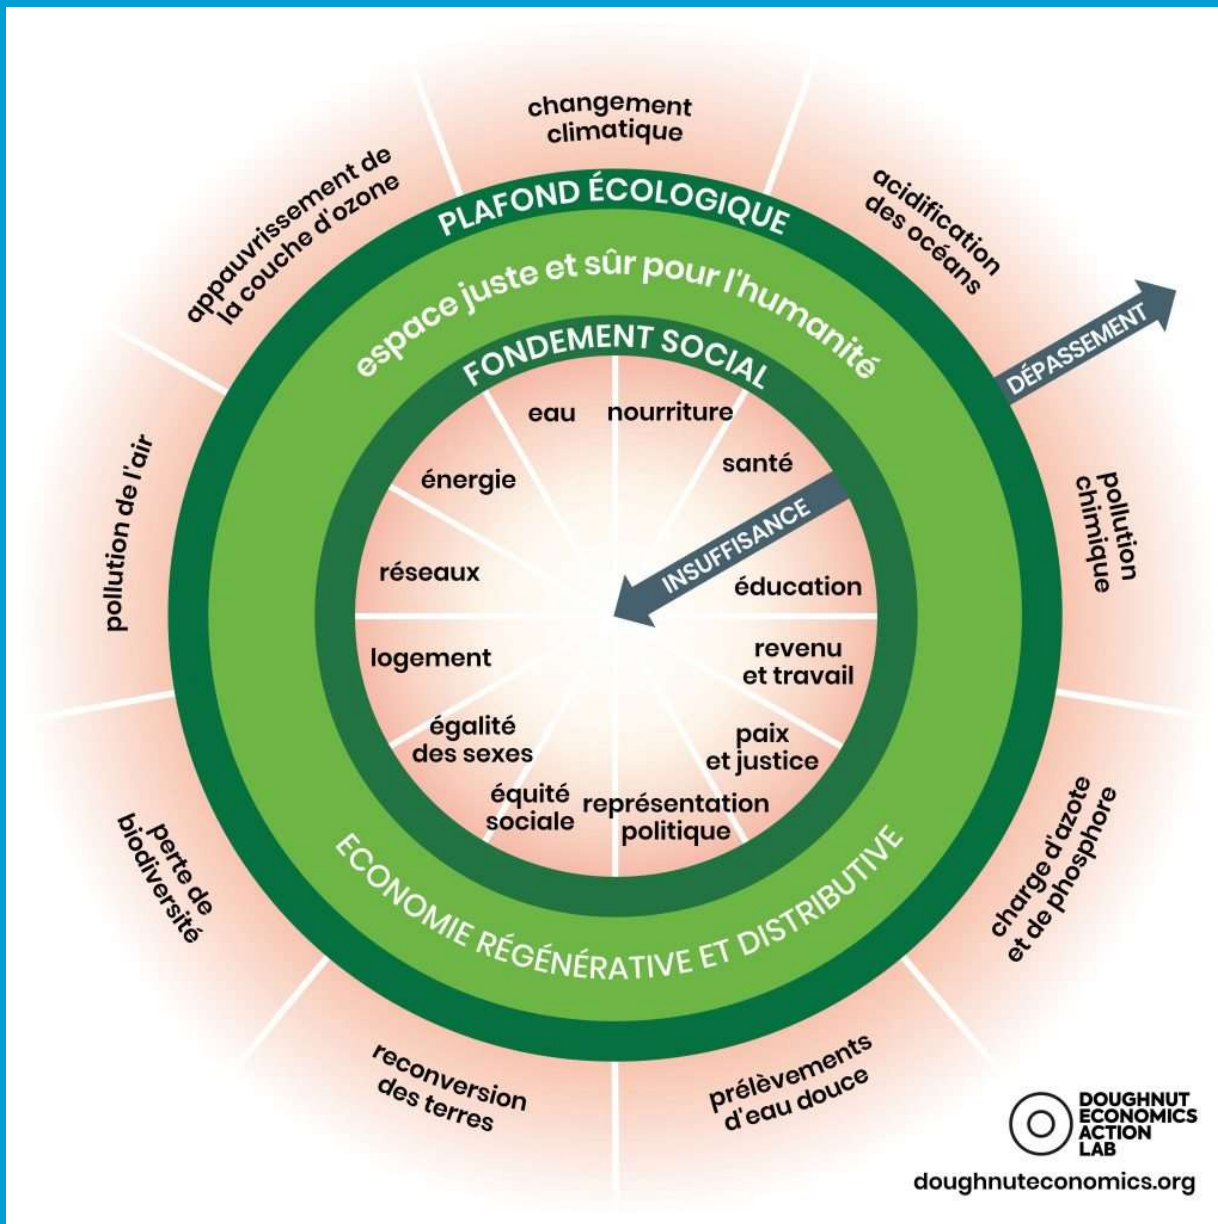 changement
climatique
acidification
des océans
DÉPASSEMENT
pollution
chimique
charge d'azote
et de phosphore
prélèvements
d'eau douce
reconversion
des terres
perte de
biodiversité
pollution de l'air
appauvrissement de
la couche d'ozone
PLAFOND ÉCOLOGIQUE
espace juste et sûr pour l'humanité
FONDEMENT SOCIAL
eau
nourriture
santé
INSUFFISANCE
éducation
revenu
et travail
paix
et justice
représentation
politique
équité
sociale
égalité
des sexes
logement
réseaux
énergie
ECONOMIE RÉGÉNÉRATIVE ET DISTRIBUTIVE
DOUGHNUT
ECONOMICS
ACTION
LAB
doughnuteconomics.org